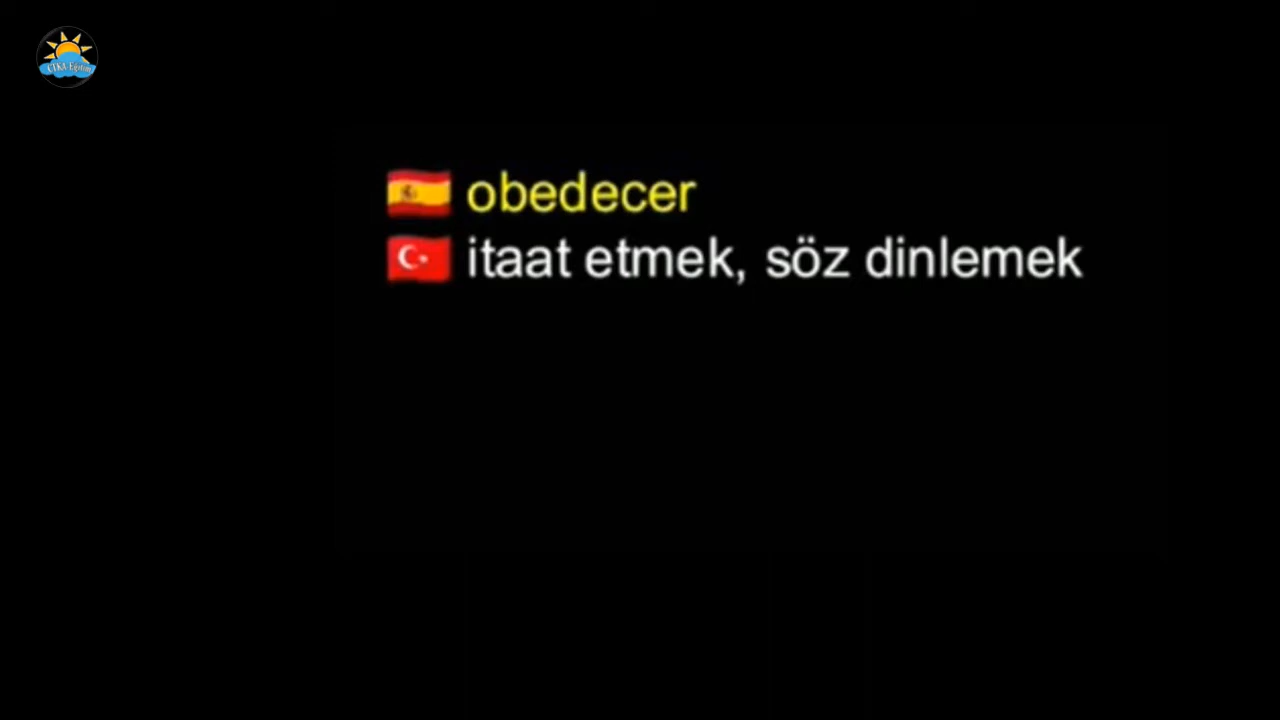 obedecer
itaat etmek, söz dinlemek